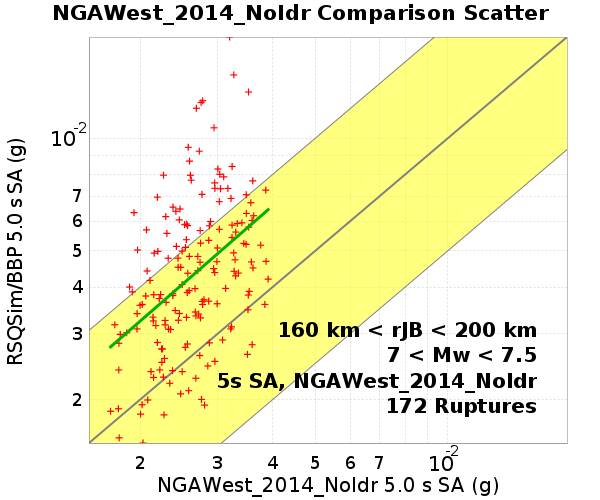 NGAWest_2014_NoIdr Comparison Scatter
RSQSim/BBP 5.0 s SA (g)
10-2
7
6
5
4
3
2
160 km < rJB < 200 km
7 < Mw < 7.5
5s SA, NGAWest_2014_NoIdr
172 Ruptures
2 3 4 5 6 7 10-2
NGAWest_2014_NoIdr 5.0 s SA (g)